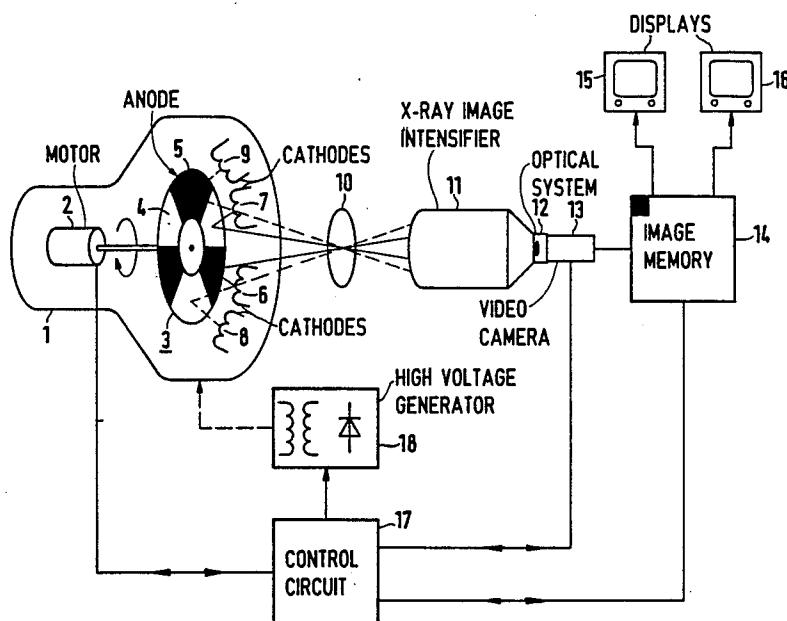 DISPLAYS
15
16
ANODE
5
9
CATHODES
MOTOR
2
4
7
X-RAY IMAGE
INTENSIFIER
11
OPTICAL
SYSTEM
12
13
10
IMAGE
MEMORY
14
6
CATHODES
VIDEO
CAMERA
1
3
8
HIGH VOLTAGE
GENERATOR
18
17
CONTROL
CIRCUIT